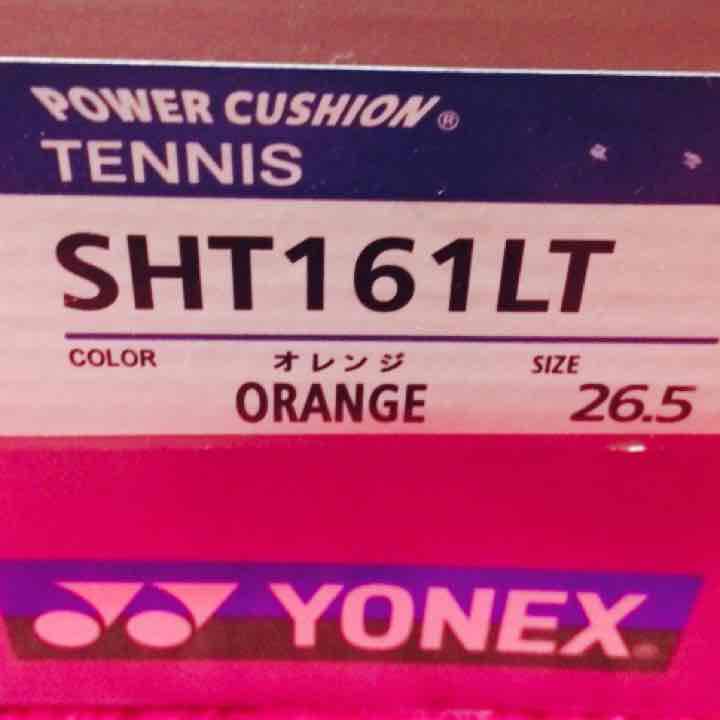 POWER CUSHION®
TENNIS
SHT161LT
COLOR オレンジ SIZE
ORANGE 26.5
YONEX